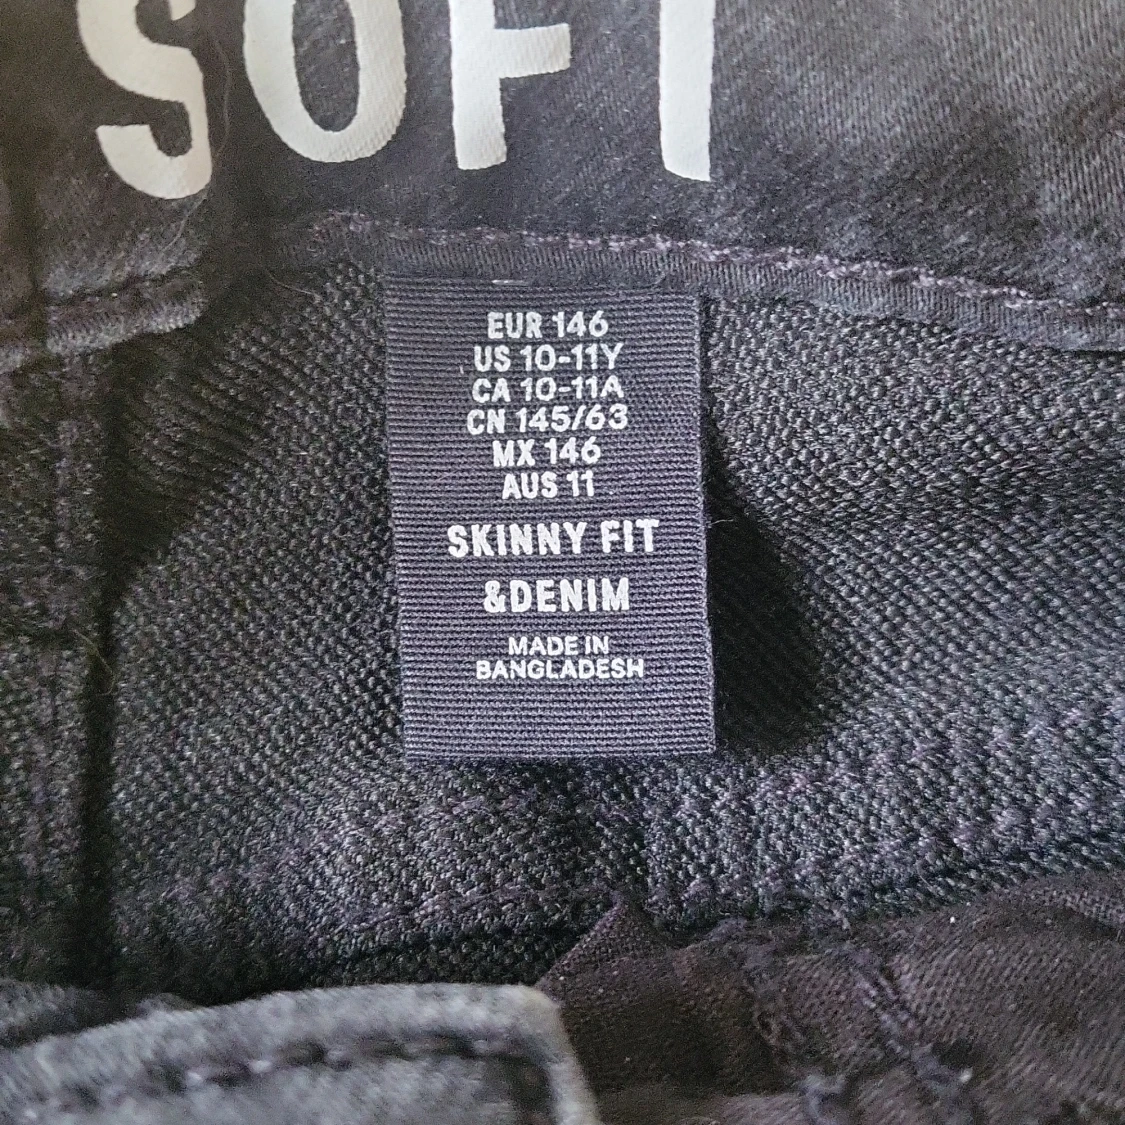 SOFT
EUR 146
US 10-11Y
CA 10-11A
CN 145/63
MX 146
AUS 11
SKINNY FIT
&DENIM
MADE IN
BANGLADESH